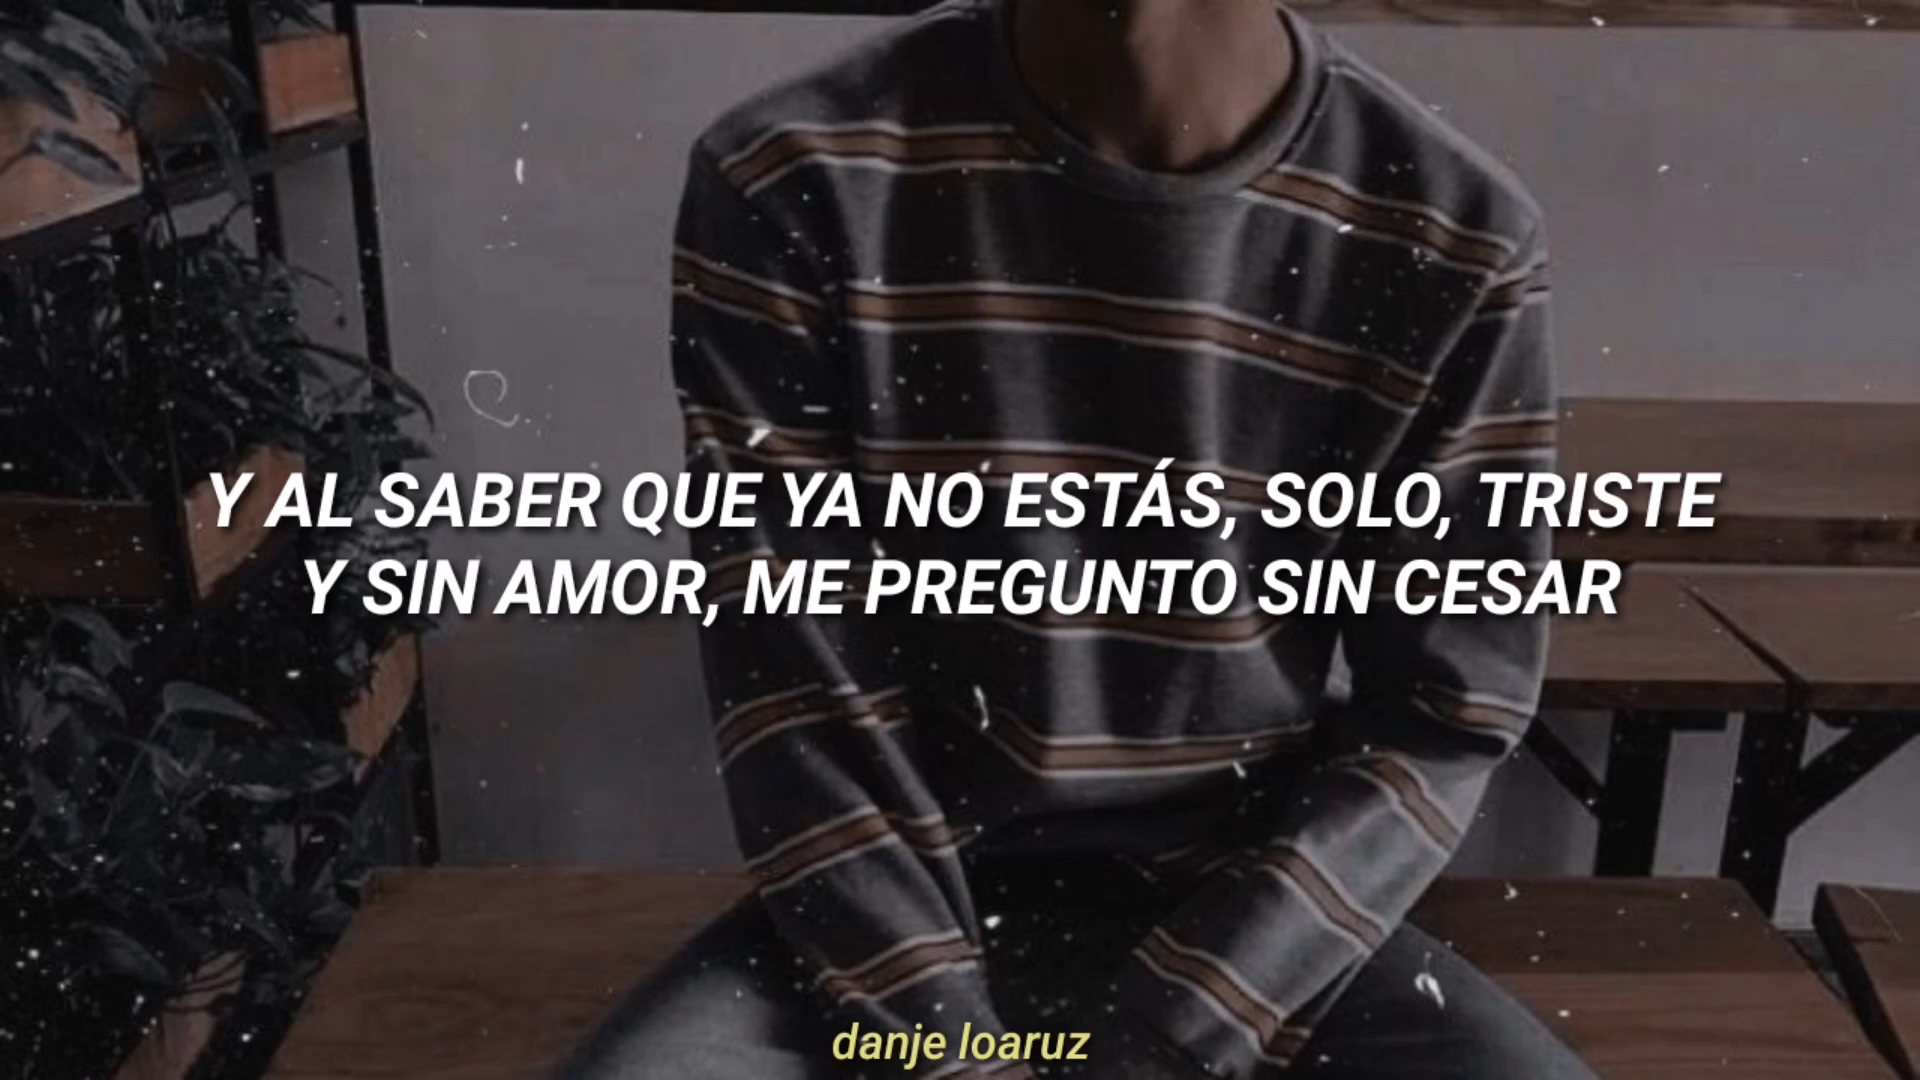 Y AL SABER QUE YA NO ESTÁS, SOLO, TRISTE
Y SIN AMOR, ME PREGUNTO SIN CESAR
danje loaruz